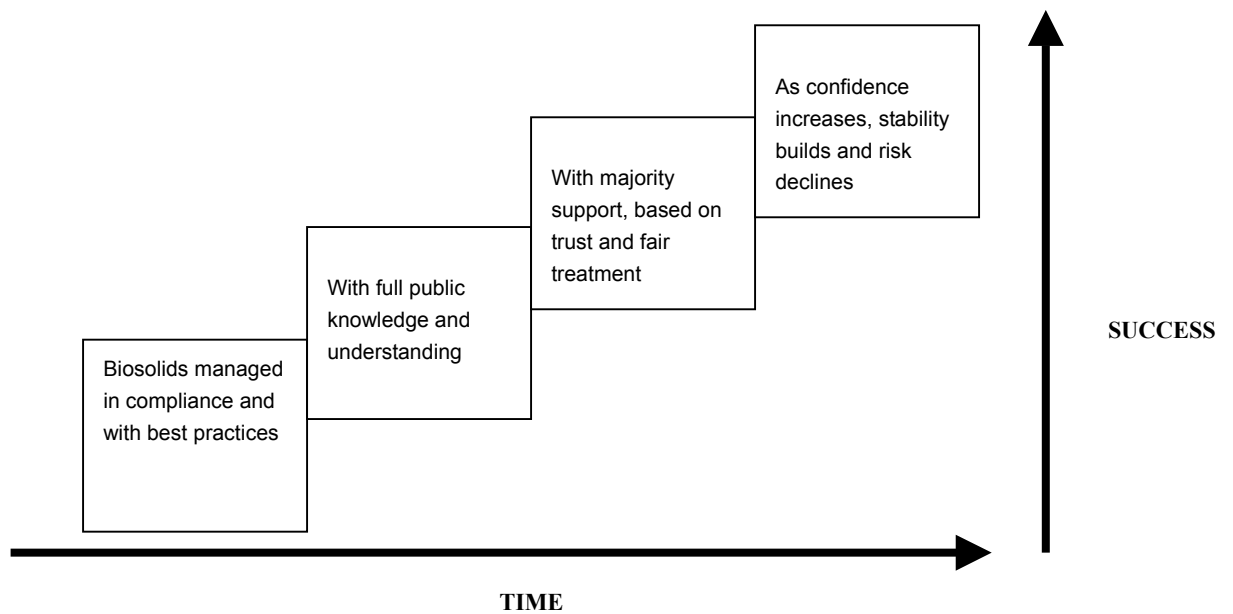 Biosolids managed
in compliance and
with best practices
With full public
knowledge and
understanding
With majority
support, based on
trust and fair
treatment
As confidence
increases, stability
builds and risk
declines
SUCCESS
TIME